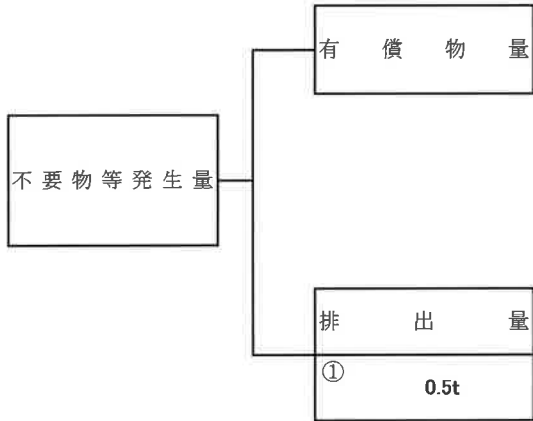 有償物量
不要物等発生量
排出量
①
0.5t